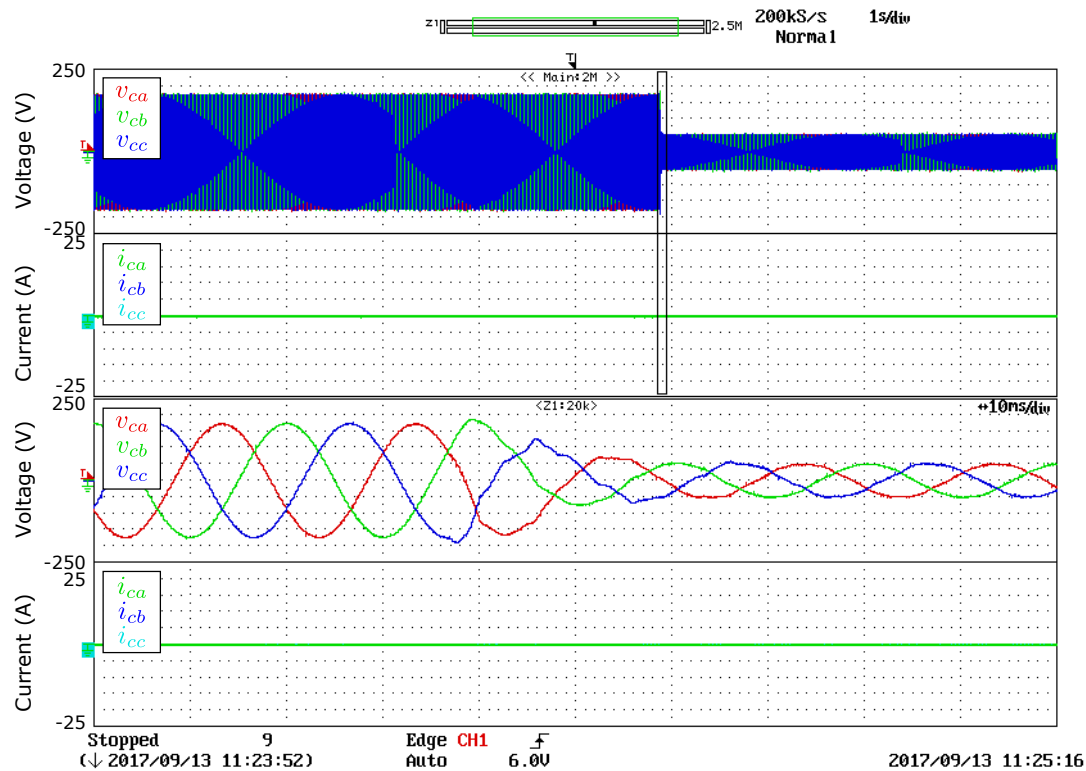 Z1 2.5M 200kS/s 1s/div
Normal
T
<< Main:2M >>
250
Voltage (V)
v_ca
v_cb
v_cc
T
-250
25
Current (A)
i_ca
i_cb
i_cc
-25
250
<Z1:20k>
↔10ms/div
Voltage (V)
v_ca
v_cb
v_cc
T
-250
25
Current (A)
i_ca
i_cb
i_cc
-25
Stopped 9 Edge CH1
(↓ 2017/09/13 11:23:52) Auto 6.0V 2017/09/13 11:25:16